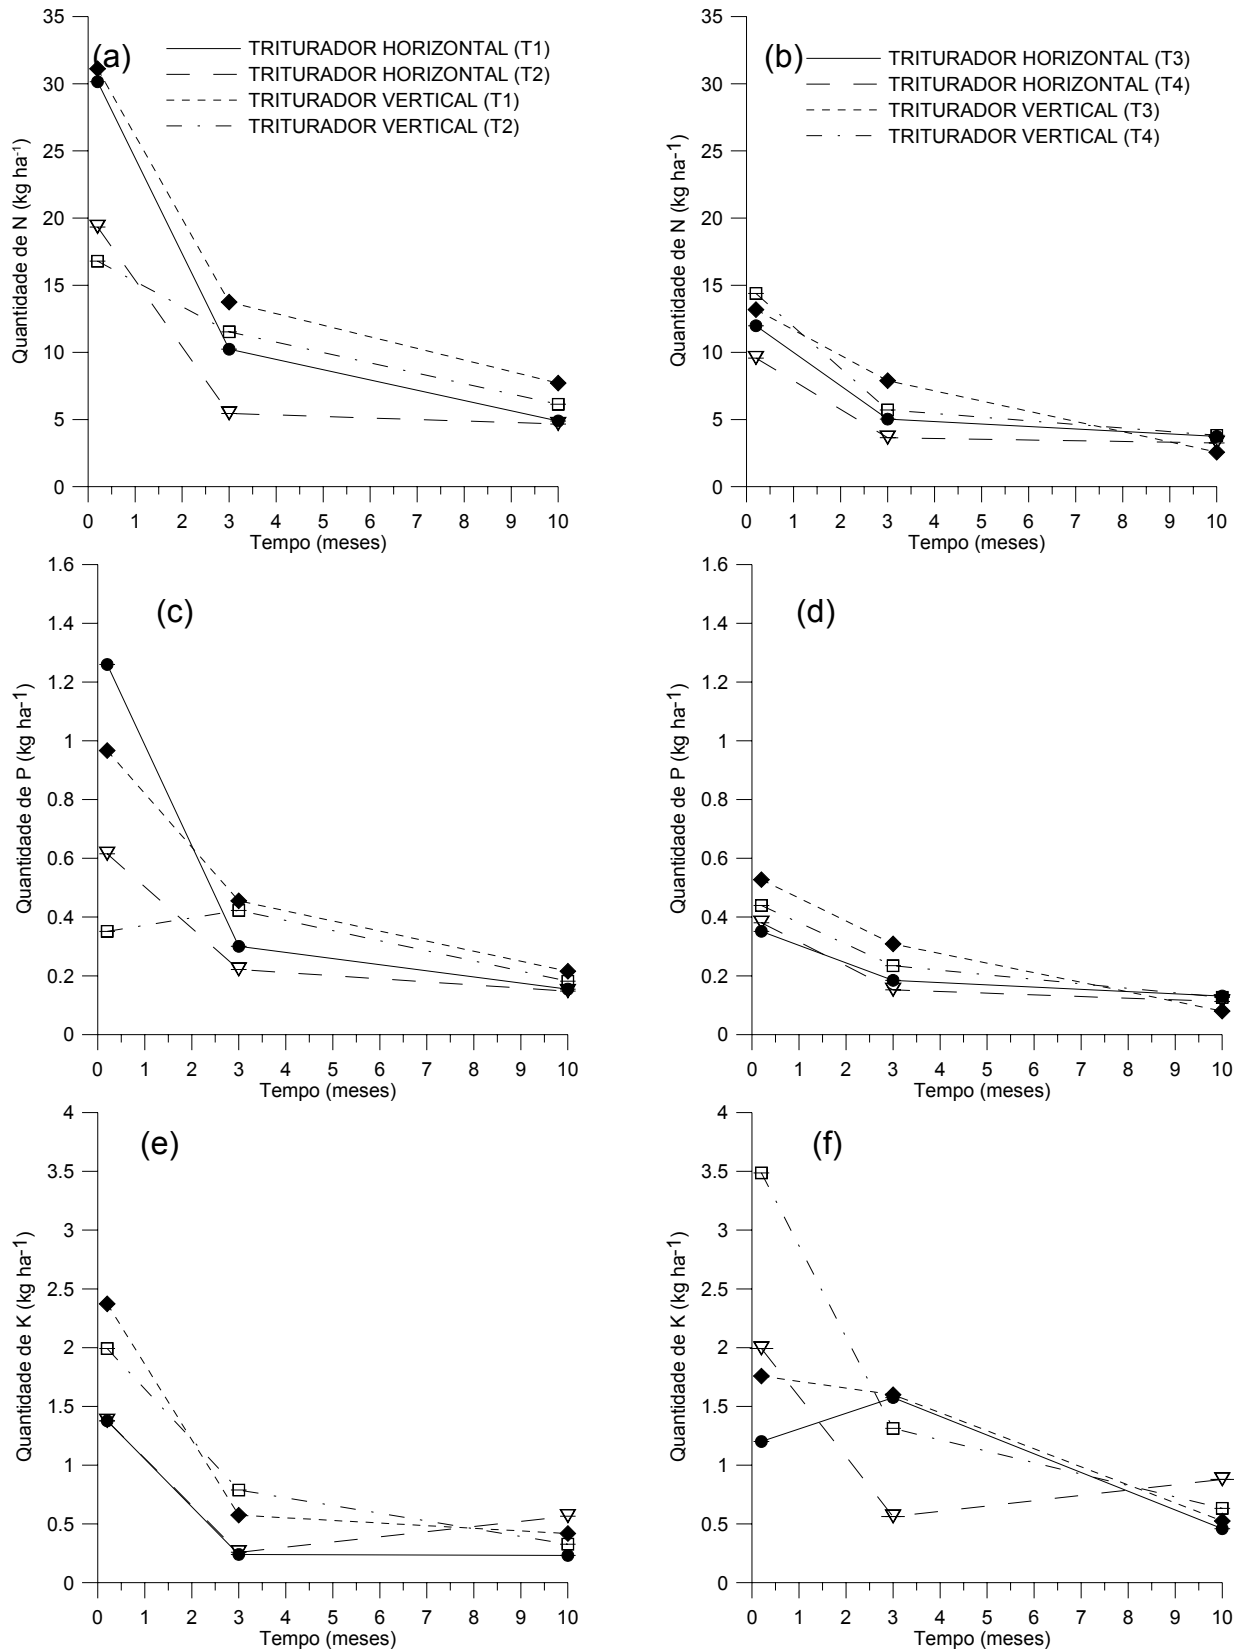 (a)
TRITURADOR HORIZONTAL (T1)
TRITURADOR HORIZONTAL (T2)
TRITURADOR VERTICAL (T1)
TRITURADOR VERTICAL (T2)
Quantidade de N (kg ha⁻¹)
35
30
25
20
15
10
5
0
0 1 2 3 4 5 6 7 8 9 10
Tempo (meses)
(b)
TRITURADOR HORIZONTAL (T3)
TRITURADOR HORIZONTAL (T4)
TRITURADOR VERTICAL (T3)
TRITURADOR VERTICAL (T4)
Quantidade de N (kg ha⁻¹)
35
30
25
20
15
10
5
0
0 1 2 3 4 5 6 7 8 9 10
Tempo (meses)
(c)
Quantidade de P (kg ha⁻¹)
1.6
1.4
1.2
1
0.8
0.6
0.4
0.2
0
0 1 2 3 4 5 6 7 8 9 10
Tempo (meses)
(d)
Quantidade de P (kg ha⁻¹)
1.6
1.4
1.2
1
0.8
0.6
0.4
0.2
0
0 1 2 3 4 5 6 7 8 9 10
Tempo (meses)
(e)
Quantidade de K (kg ha⁻¹)
4
3.5
3
2.5
2
1.5
1
0.5
0
0 1 2 3 4 5 6 7 8 9 10
Tempo (meses)
(f)
Quantidade de K (kg ha⁻¹)
4
3.5
3
2.5
2
1.5
1
0.5
0
0 1 2 3 4 5 6 7 8 9 10
Tempo (meses)